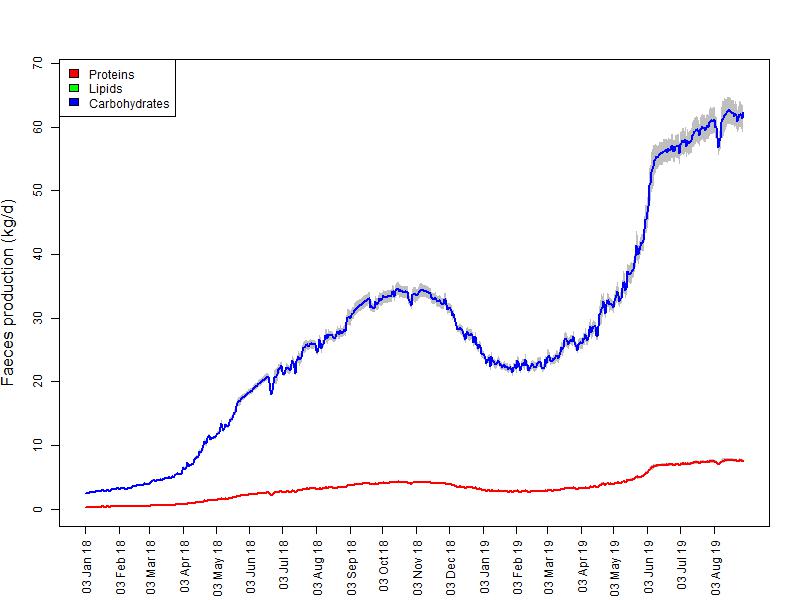 Proteins
Lipids
Carbohydrates
Faeces production (kg/d)
70
60
50
40
30
20
10
0
03 Jan 18
03 Feb 18
03 Mar 18
03 Apr 18
03 May 18
03 Jun 18
03 Jul 18
03 Aug 18
03 Sep 18
03 Oct 18
03 Nov 18
03 Dec 18
03 Jan 19
03 Feb 19
03 Mar 19
03 Apr 19
03 May 19
03 Jun 19
03 Jul 19
03 Aug 19